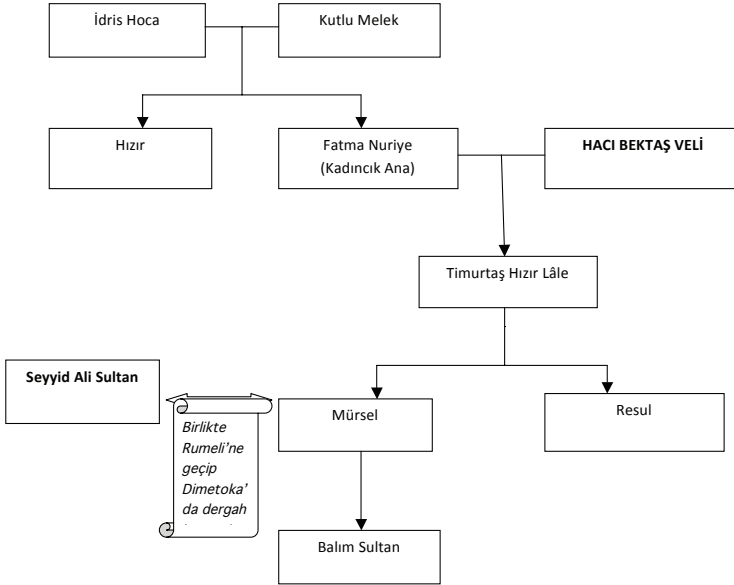 İdris Hoca
Kutlu Melek
Hızır
Fatma Nuriye
(Kadıncık Ana)
HACI BEKTAŞ VELİ
Timurtaş Hızır Lâle
Seyyid Ali Sultan
Birlikte
Rumeli’ne
geçip
Dimetoka’
da dergah
Mürsel
Resul
Balım Sultan